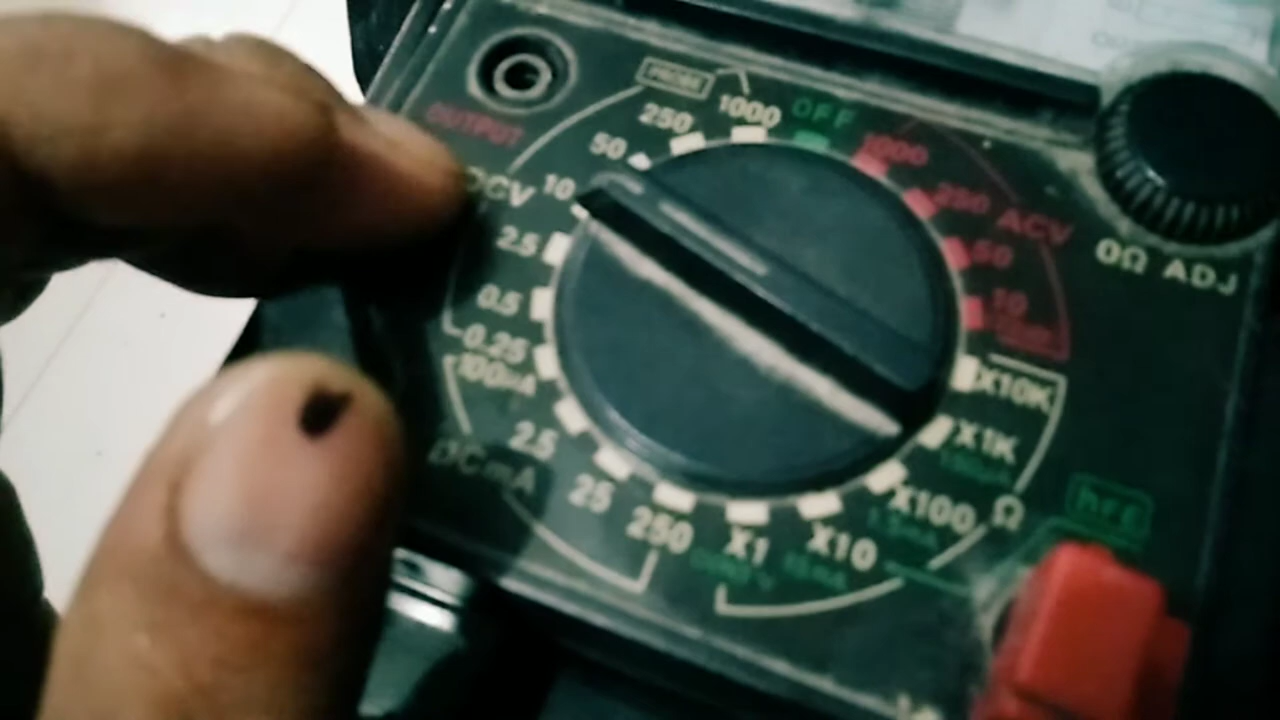 PROBE
OUTPUT
DCV
1000
250
50
10
2.5
0.5
0.25
100μA
2.5
25
250
DCmA
OFF
1000
250
50
10
ACV
0Ω ADJ
X10K
X1K
X100
X10
X1
Ω
hFE